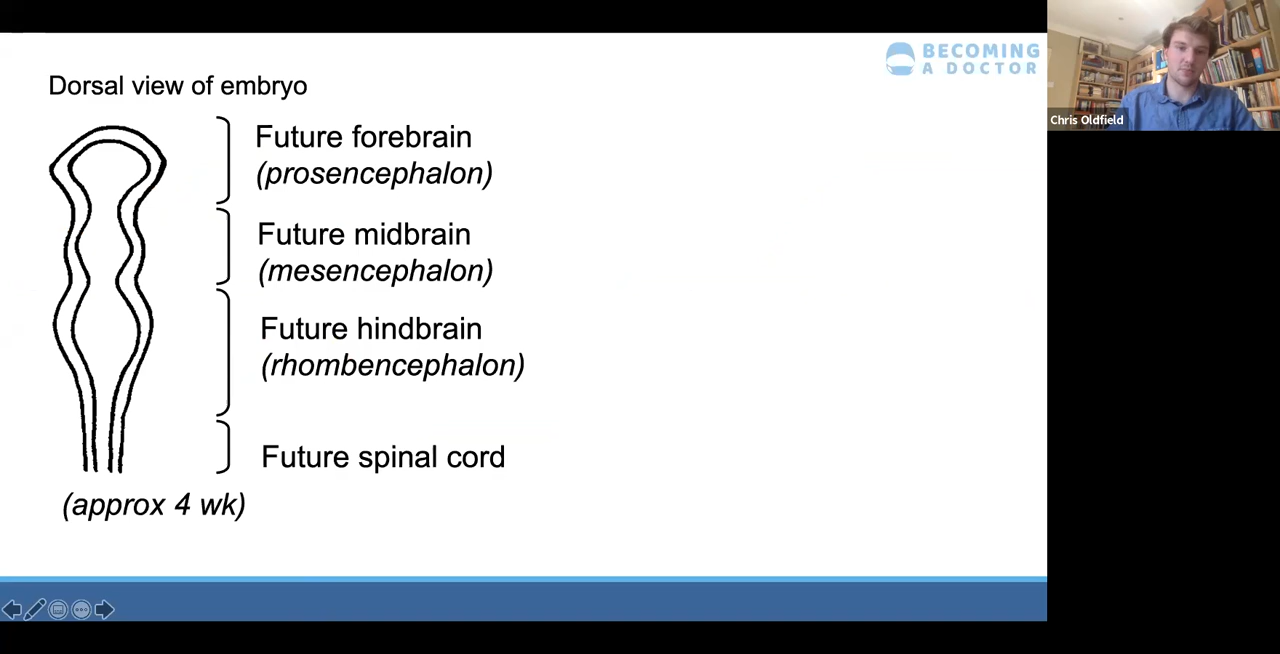 BECOMING
A DOCTOR
Chris Oldfield
Dorsal view of embryo
Future forebrain
(prosencephalon)
Future midbrain
(mesencephalon)
Future hindbrain
(rhombencephalon)
Future spinal cord
(approx 4 wk)